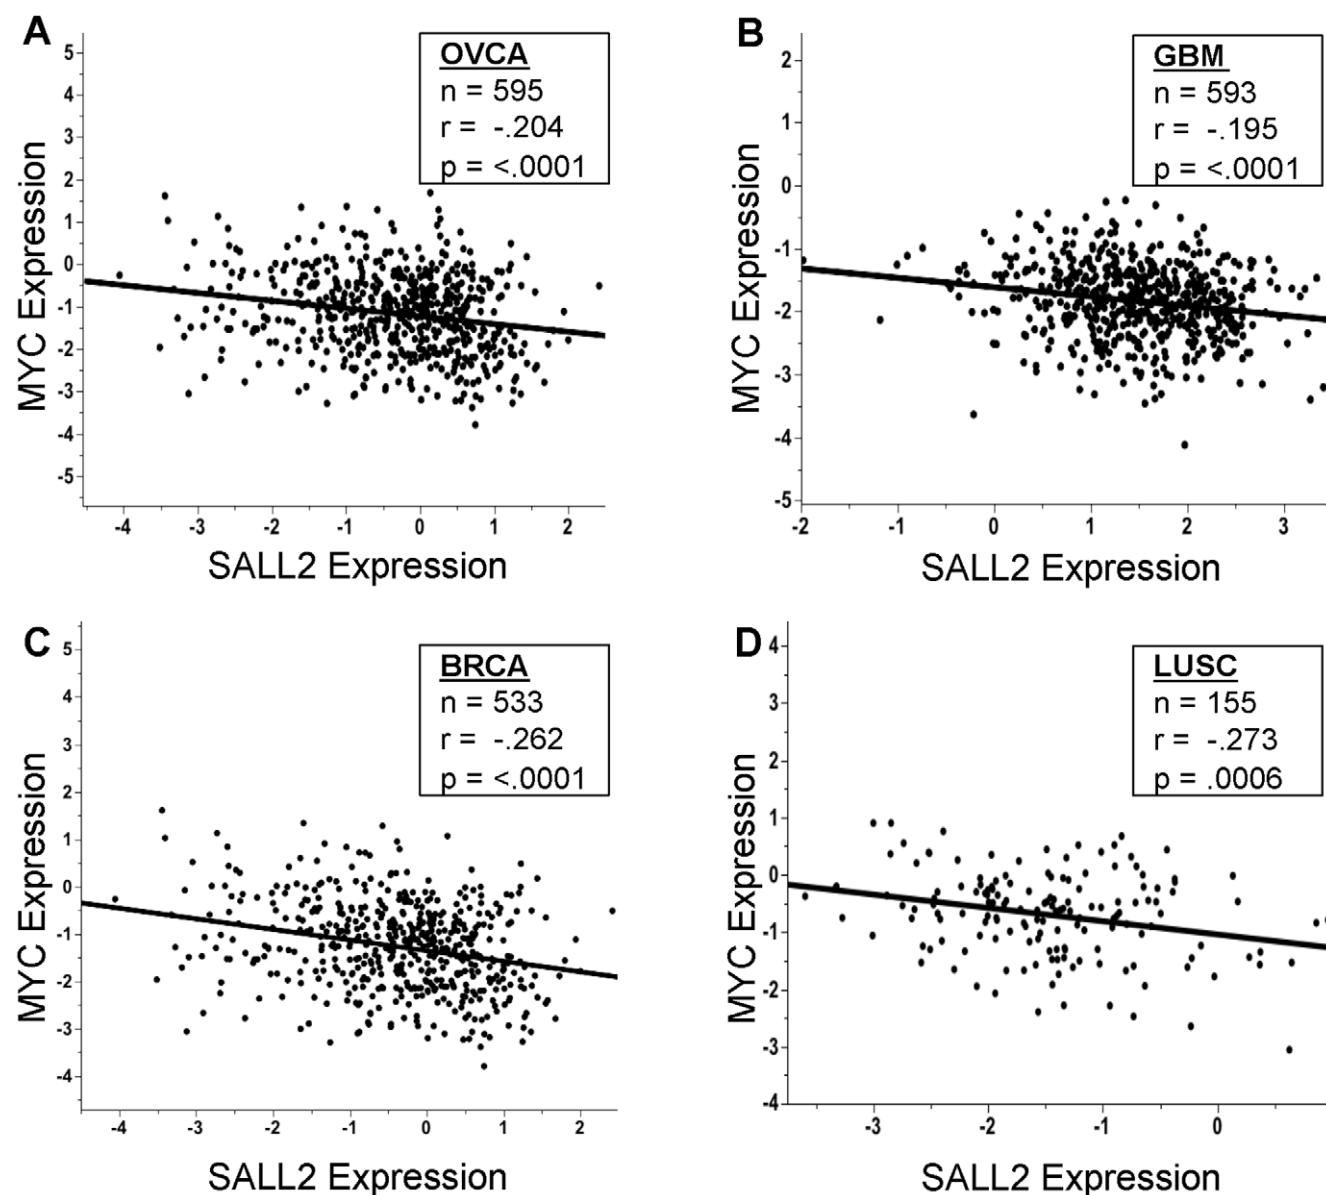 A
OVCA
n = 595
r = -.204
p = <.0001
5
4
3
2
1
0
-1
-2
-3
-4
-5
MYC Expression
-4 -3 -2 -1 0 1 2
SALL2 Expression
B
GBM
n = 593
r = -.195
p = <.0001
2
1
0
-1
-2
-3
-4
-5
MYC Expression
-2 -1 0 1 2 3
SALL2 Expression
C
BRCA
n = 533
r = -.262
p = <.0001
5
4
3
2
1
0
-1
-2
-3
-4
MYC Expression
-4 -3 -2 -1 0 1 2
SALL2 Expression
D
LUSC
n = 155
r = -.273
p = .0006
4
3
2
1
0
-1
-2
-3
-4
MYC Expression
-3 -2 -1 0
SALL2 Expression